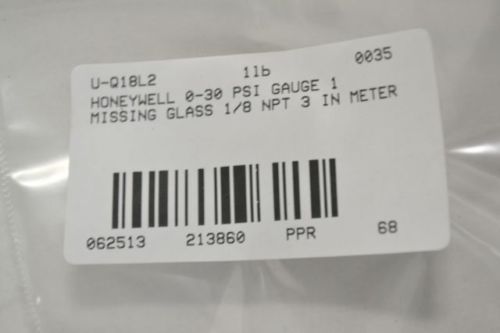 U-Q18L2 1lb 0035
HONEYWELL 0-30 PSI GAUGE 1
MISSING GLASS 1/8 NPT 3 IN METER
062513 213860 PPR 68